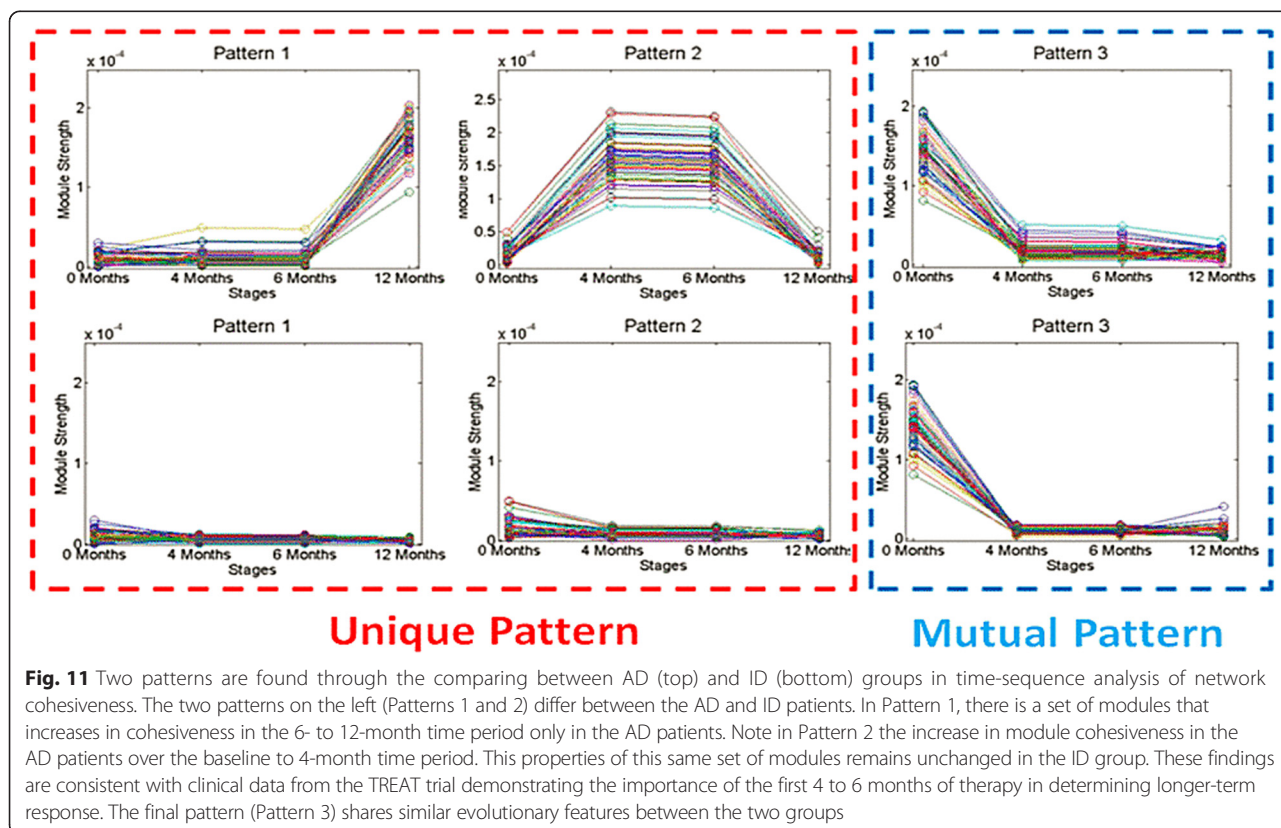 Pattern 1
x 10⁻⁴
Module Strength
2
1
0
0 Months
4 Months
6 Months
12 Months
Stages
Pattern 2
x 10⁻⁴
Module Strength
2.5
2
1.5
1
0.5
0
0 Months
4 Months
6 Months
12 Months
Stages
Pattern 3
x 10⁻⁴
Module Strength
2
1
0
0 Months
4 Months
6 Months
12 Months
Stages
Pattern 1
x 10⁻⁴
Module Strength
2
1
0
0 Months
4 Months
6 Months
12 Months
Stages
Pattern 2
x 10⁻⁴
Module Strength
2
1
0
0 Months
4 Months
6 Months
12 Months
Stages
Pattern 3
x 10⁻⁴
Module Strength
2
1
0
0 Months
4 Months
6 Months
12 Months
Stages
Unique Pattern
Mutual Pattern
Fig. 11 Two patterns are found through the comparing between AD (top) and ID (bottom) groups in time-sequence analysis of network
cohesiveness. The two patterns on the left (Patterns 1 and 2) differ between the AD and ID patients. In Pattern 1, there is a set of modules that
increases in cohesiveness in the 6- to 12-month time period only in the AD patients. Note in Pattern 2 the increase in module cohesiveness in the
AD patients over the baseline to 4-month time period. This properties of this same set of modules remains unchanged in the ID group. These findings
are consistent with clinical data from the TREAT trial demonstrating the importance of the first 4 to 6 months of therapy in determining longer-term
response. The final pattern (Pattern 3) shares similar evolutionary features between the two groups